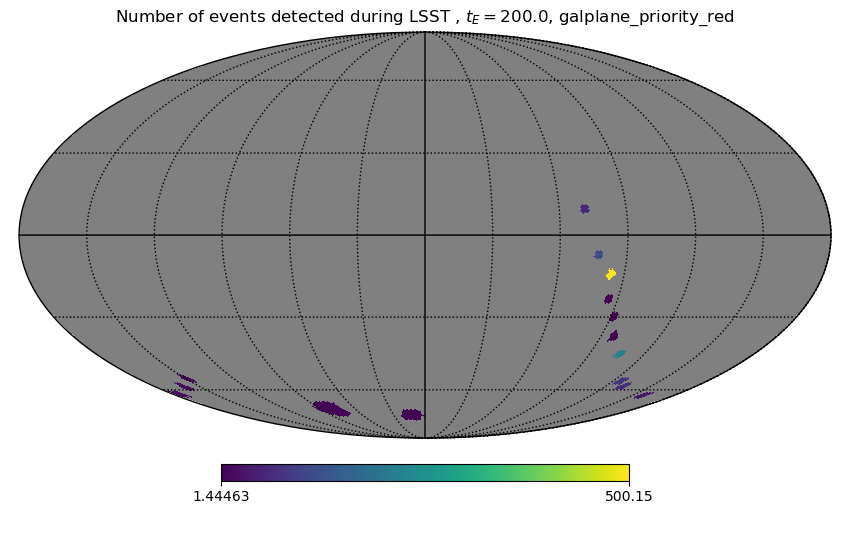 Number of events detected during LSST , $t_E = 200.0$, galplane_priority_red
1.44463 500.15